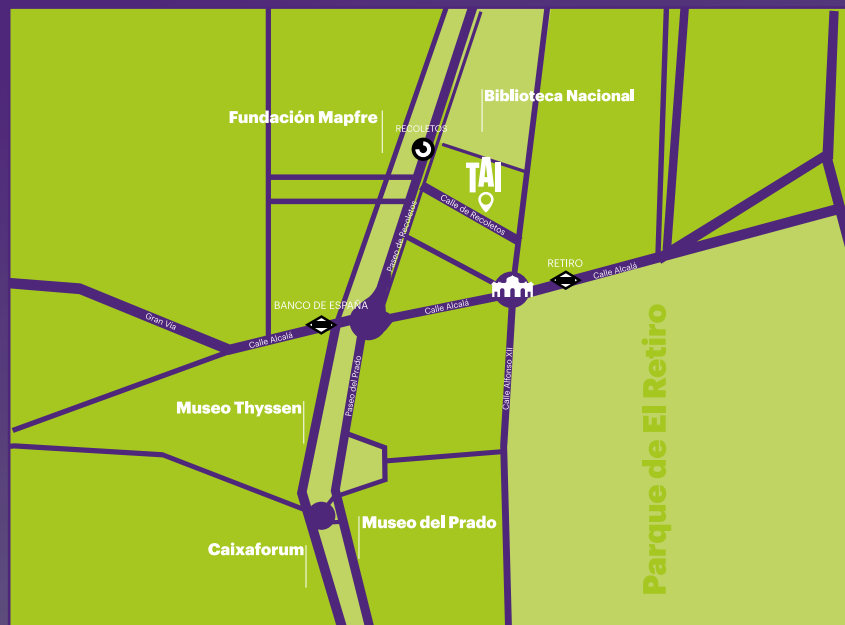 Biblioteca Nacional
Fundación Mapfre
RECOLETOS
TAI
Calle de Recoletos
Paseo de Recoletos
RETIRO
Calle Alcalá
BANCO DE ESPAÑA
Calle Alcalá
Gran Vía
Calle Alcalá
Paseo del Prado
Calle Alfonso XII
Parque de El Retiro
Museo Thyssen
Museo del Prado
Caixaforum